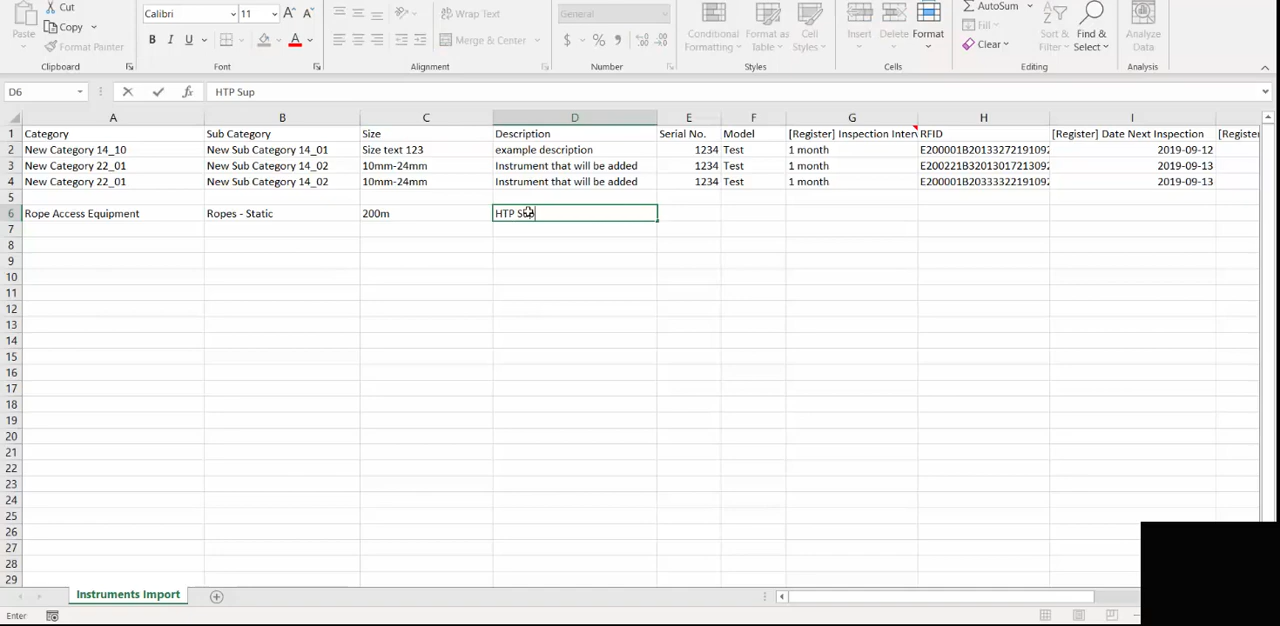 Cut
Calibri 11 A A
Wrap Text
General
AutoSum
Paste
Copy
Format Painter
B I U A
Merge & Center
$ % ,
Conditional Formatting
Format as Table
Cell Styles
Insert
Delete
Format
Fill
Clear
Sort & Filter
Find & Select
Analyze Data
Clipboard
Font
Alignment
Number
Styles
Cells
Editing
Analysis
D6 fx HTP Sup
A B C D E F G H I
1 Category Sub Category Size Description Serial No. Model [Register] Inspection Inter RFID [Register] Date Next Inspection [Registe
2 New Category 14_10 New Sub Category 14_01 Size text 123 example description 1234 Test 1 month E200001B2013327219109 2019-09-12
3 New Category 22_01 New Sub Category 14_02 10mm-24mm Instrument that will be added 1234 Test 1 month E200221B3201301721309 2019-09-13
4 New Category 22_01 New Sub Category 14_02 10mm-24mm Instrument that will be added 1234 Test 1 month E200001B2033332219109 2019-09-13
5
6 Rope Access Equipment Ropes - Static 200m HTP Sup
7
8
9
10
11
12
13
14
15
16
17
18
19
20
21
22
23
24
25
26
27
28
29
Instruments Import
Enter